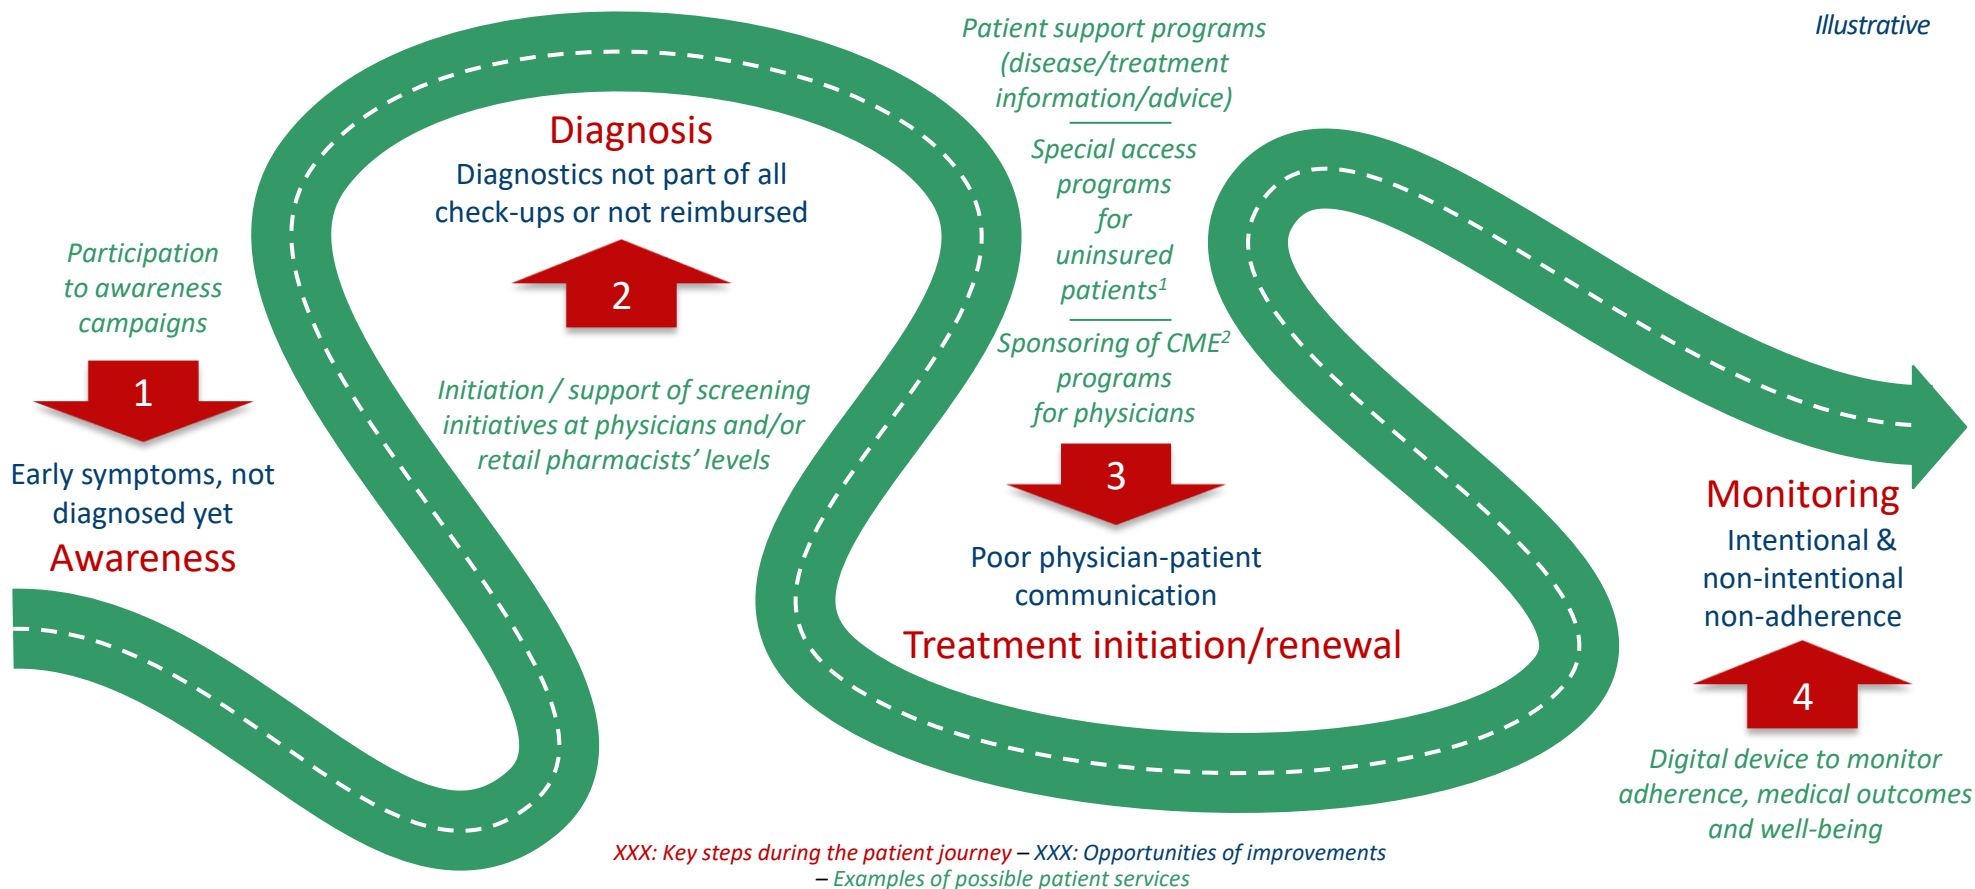 Illustrative
Participation
to awareness
campaigns
1
Early symptoms, not
diagnosed yet
Awareness
Diagnosis
Diagnostics not part of all
check-ups or not reimbursed
2
Initiation / support of screening
initiatives at physicians and/or
retail pharmacists’ levels
Patient support programs
(disease/treatment
information/advice)
Special access
programs
for
uninsured
patients¹
Sponsoring of CME²
programs
for physicians
3
Poor physician-patient
communication
Treatment initiation/renewal
Monitoring
Intentional &
non-intentional
non-adherence
4
Digital device to monitor
adherence, medical outcomes
and well-being
XXX: Key steps during the patient journey – XXX: Opportunities of improvements
– Examples of possible patient services